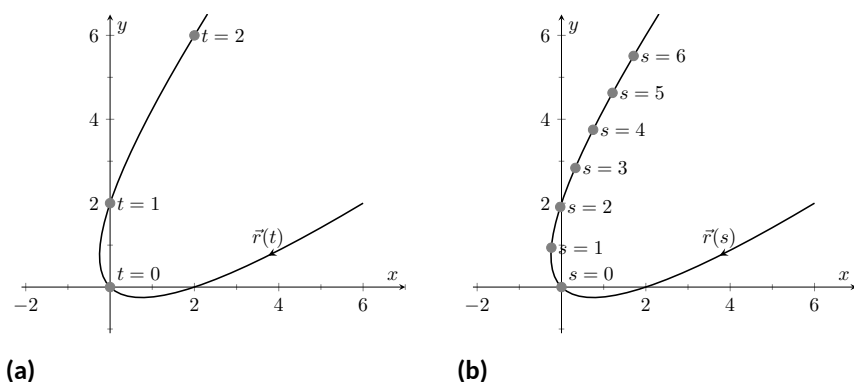 y
6
t = 2
4
2
t = 1
r⃗(t)
t = 0
x
−2
2
4
6
(a)
y
6
s = 6
s = 5
4
s = 4
s = 3
2
s = 2
s = 1
r⃗(s)
s = 0
x
−2
2
4
6
(b)